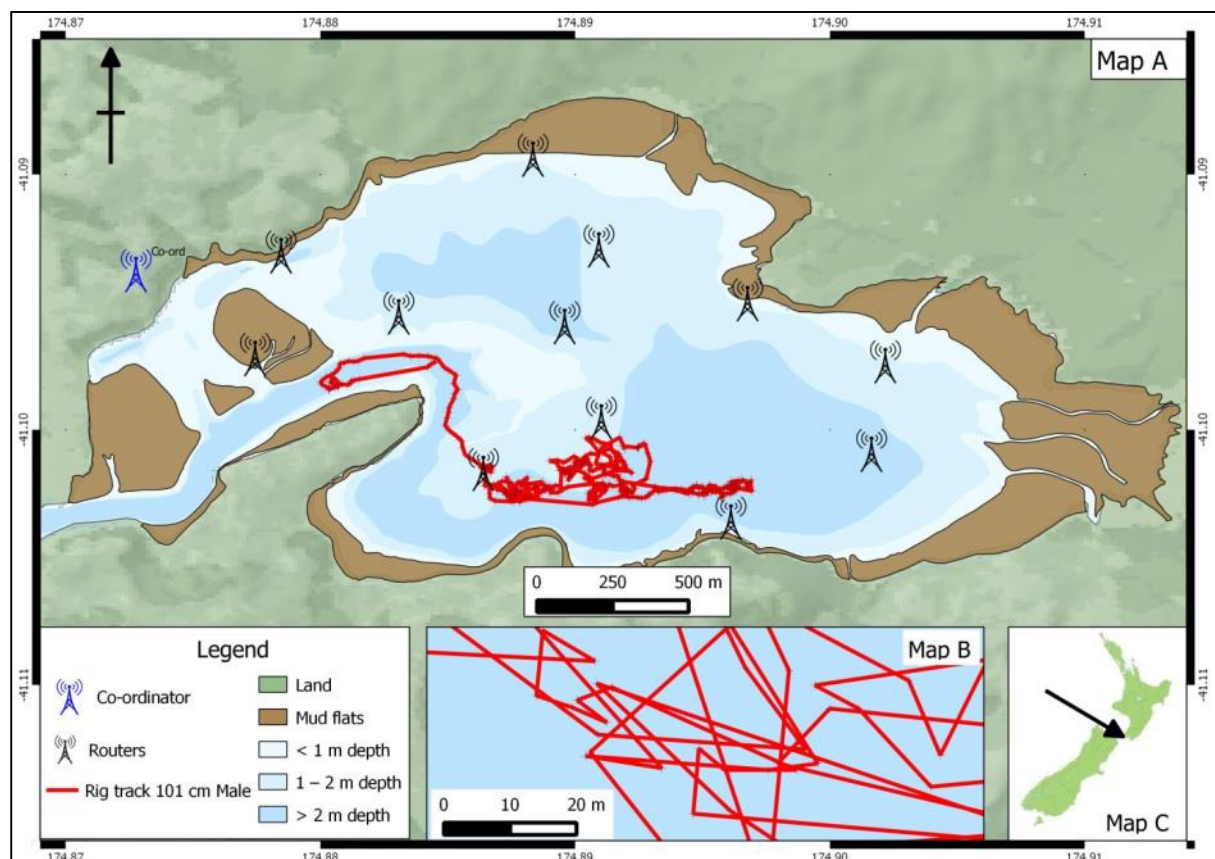 174.87 174.88 174.89 174.90 174.91
Map A
-41.09 -41.09
Co-ord
-41.10 -41.10
0 250 500 m
Legend
Co-ordinator
Routers
Rig track 101 cm Male
Land
Mud flats
< 1 m depth
1 – 2 m depth
> 2 m depth
Map B
0 10 20 m
Map C
-41.11 -41.11
174.87 174.88 174.89 174.90 174.91